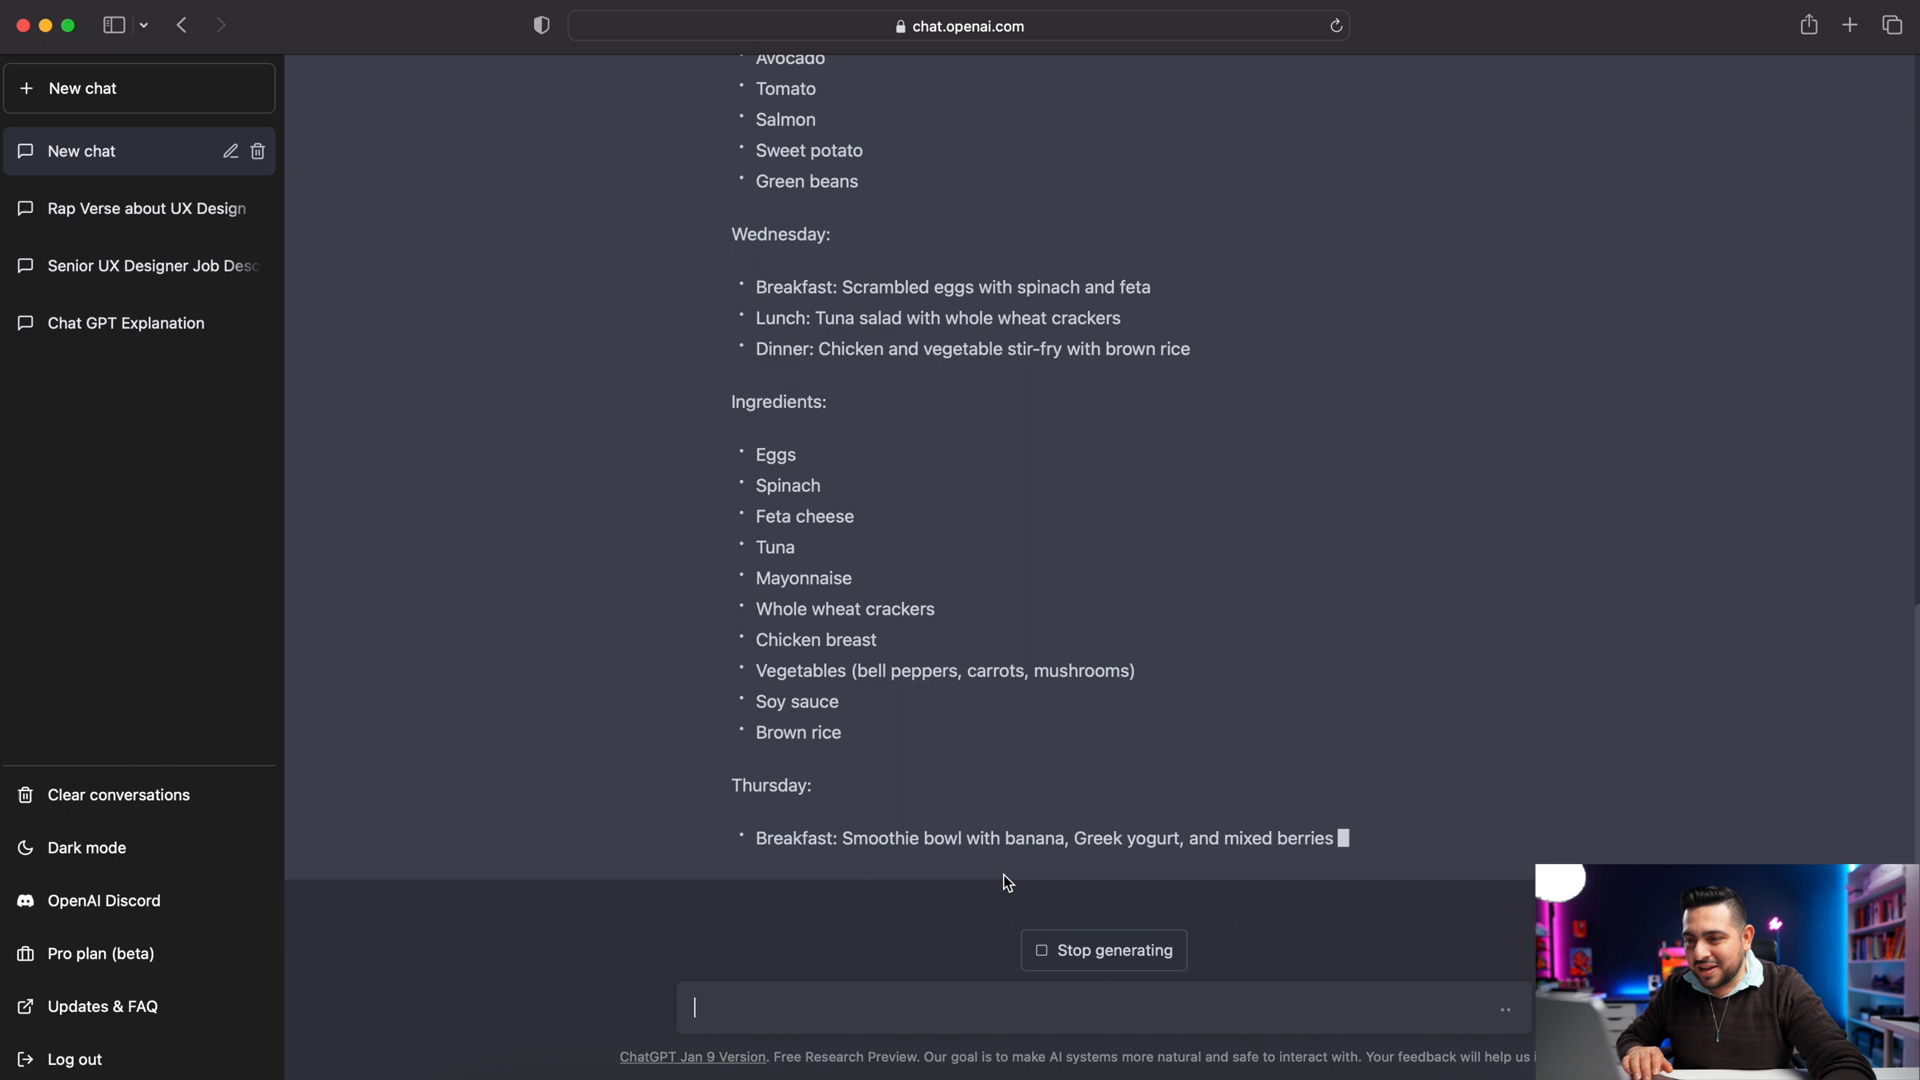 chat.openai.com
New chat
New chat
Rap Verse about UX Design
Senior UX Designer Job Desc
Chat GPT Explanation
Clear conversations
Dark mode
OpenAI Discord
Pro plan (beta)
Updates & FAQ
Log out
Avocado
Tomato
Salmon
Sweet potato
Green beans
Wednesday:
Breakfast: Scrambled eggs with spinach and feta
Lunch: Tuna salad with whole wheat crackers
Dinner: Chicken and vegetable stir-fry with brown rice
Ingredients:
Eggs
Spinach
Feta cheese
Tuna
Mayonnaise
Whole wheat crackers
Chicken breast
Vegetables (bell peppers, carrots, mushrooms)
Soy sauce
Brown rice
Thursday:
Breakfast: Smoothie bowl with banana, Greek yogurt, and mixed berries
Stop generating
ChatGPT Jan 9 Version. Free Research Preview. Our goal is to make AI systems more natural and safe to interact with. Your feedback will help us